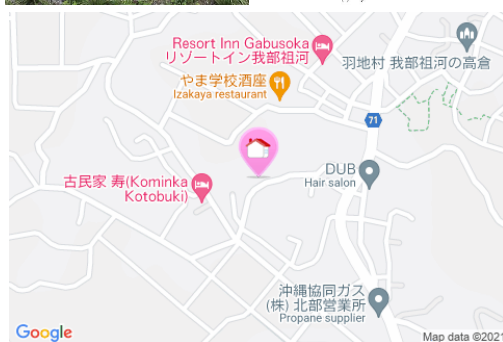 Resort Inn Gabusoka
リゾートイン我部祖河
羽地村 我部祖河の高倉
やま学校酒座
Izakaya restaurant
71
DUB
Hair salon
古民家 寿(Kominka
Kotobuki)
沖縄協同ガス
(株) 北部営業所
Propane supplier
Google
Map data ©2021